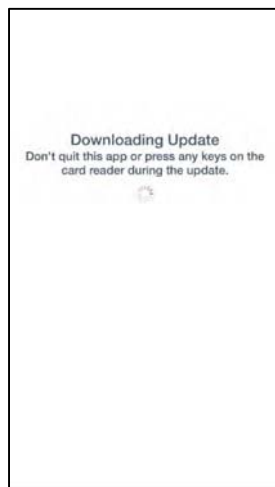 Downloading Update
Don't quit this app or press any keys on the
card reader during the update.